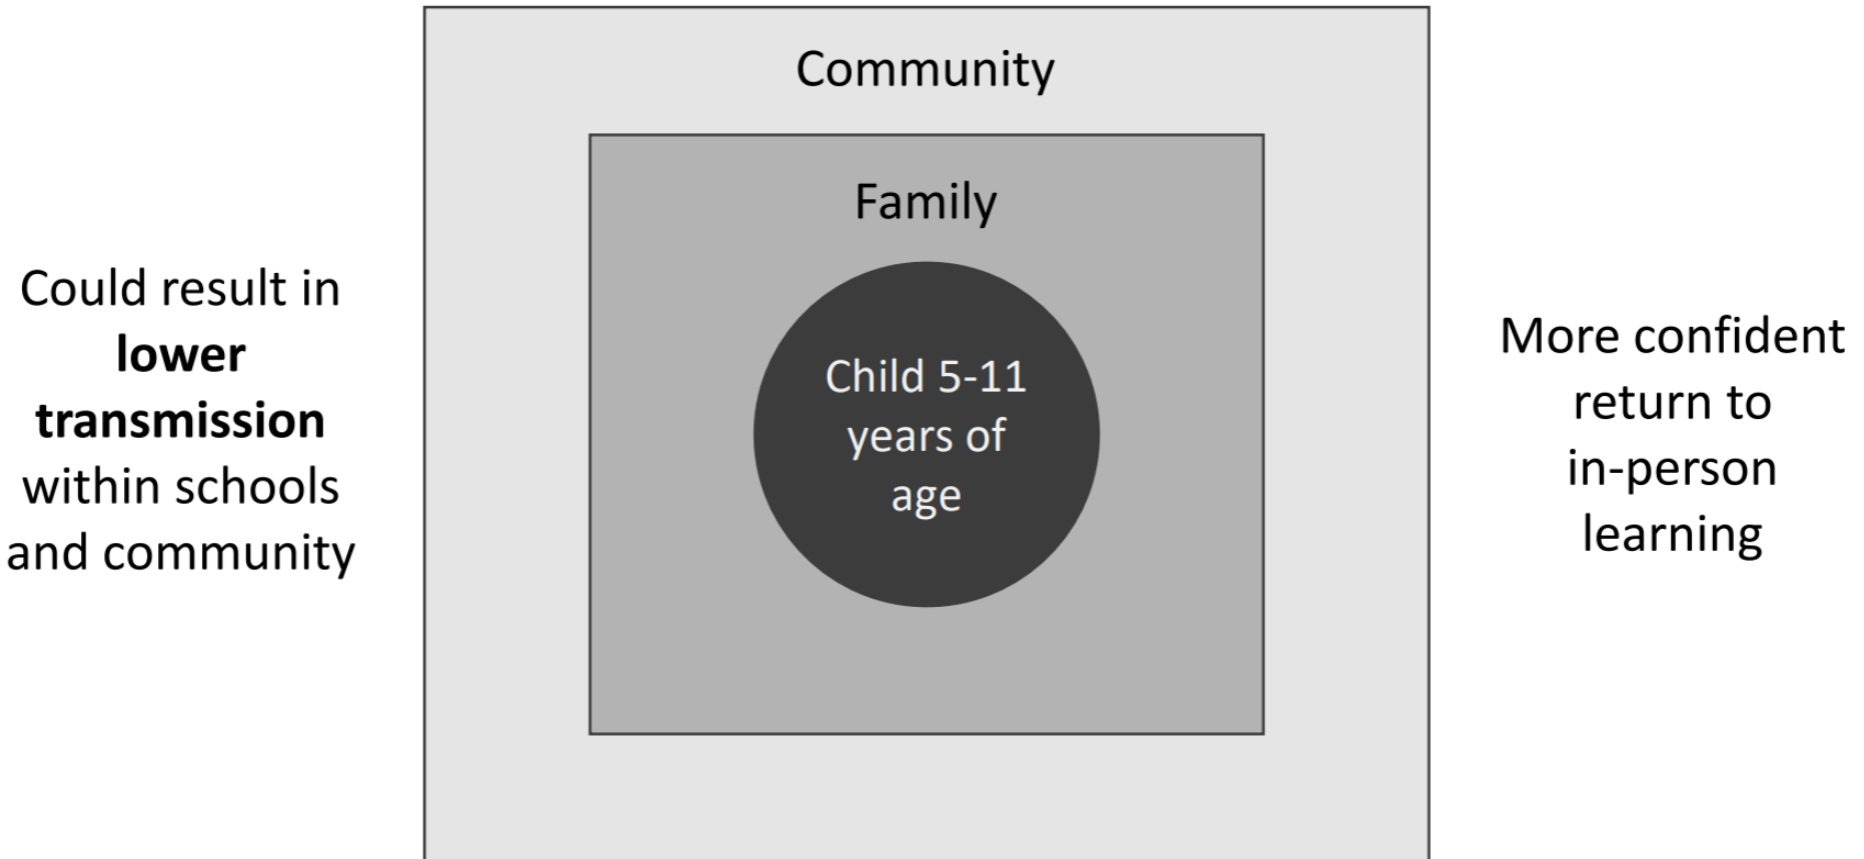 Community
Family
Child 5-11
years of
age
Could result in
lower
transmission
within schools
and community
More confident
return to
in-person
learning